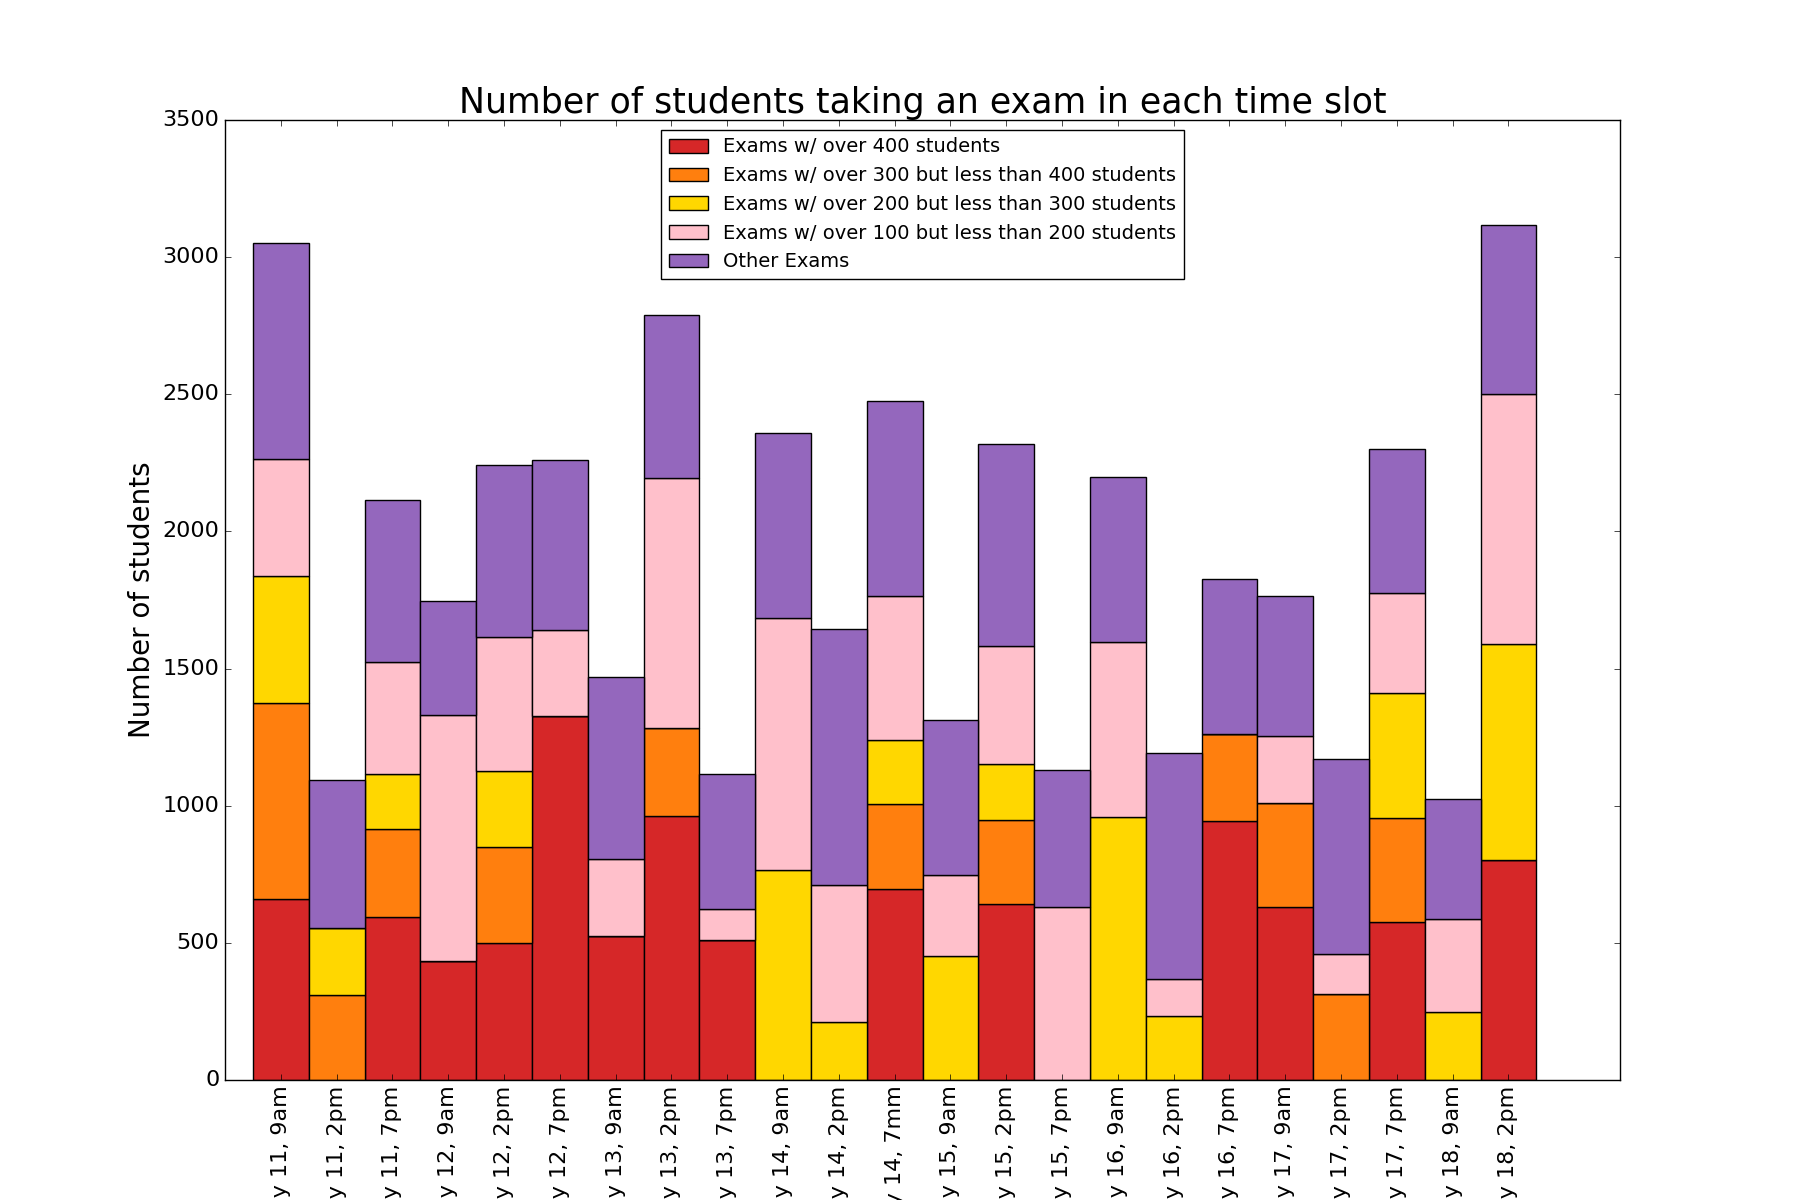 Number of students taking an exam in each time slot
Exams w/ over 400 students
Exams w/ over 300 but less than 400 students
Exams w/ over 200 but less than 300 students
Exams w/ over 100 but less than 200 students
Other Exams
Number of students
3500
3000
2500
2000
1500
1000
500
0
y 11, 9am
y 11, 2pm
y 11, 7pm
y 12, 9am
y 12, 2pm
y 12, 7pm
y 13, 9am
y 13, 2pm
y 13, 7pm
y 14, 9am
y 14, 2pm
y 14, 7mm
y 15, 9am
y 15, 2pm
y 15, 7pm
y 16, 9am
y 16, 2pm
y 16, 7pm
y 17, 9am
y 17, 2pm
y 17, 7pm
y 18, 9am
y 18, 2pm